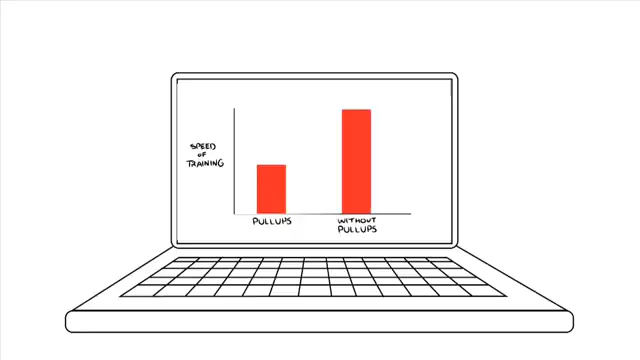 SPEED
OF
TRAINING
PULLUPS
WITHOUT
PULLUPS